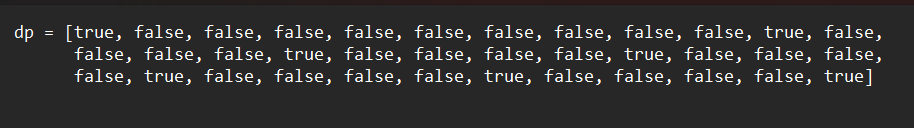 dp = [true, false, false, false, false, false, false, false, false, false, true, false,
false, false, false, true, false, false, false, false, true, false, false, false,
false, true, false, false, false, false, true, false, false, false, false, true]